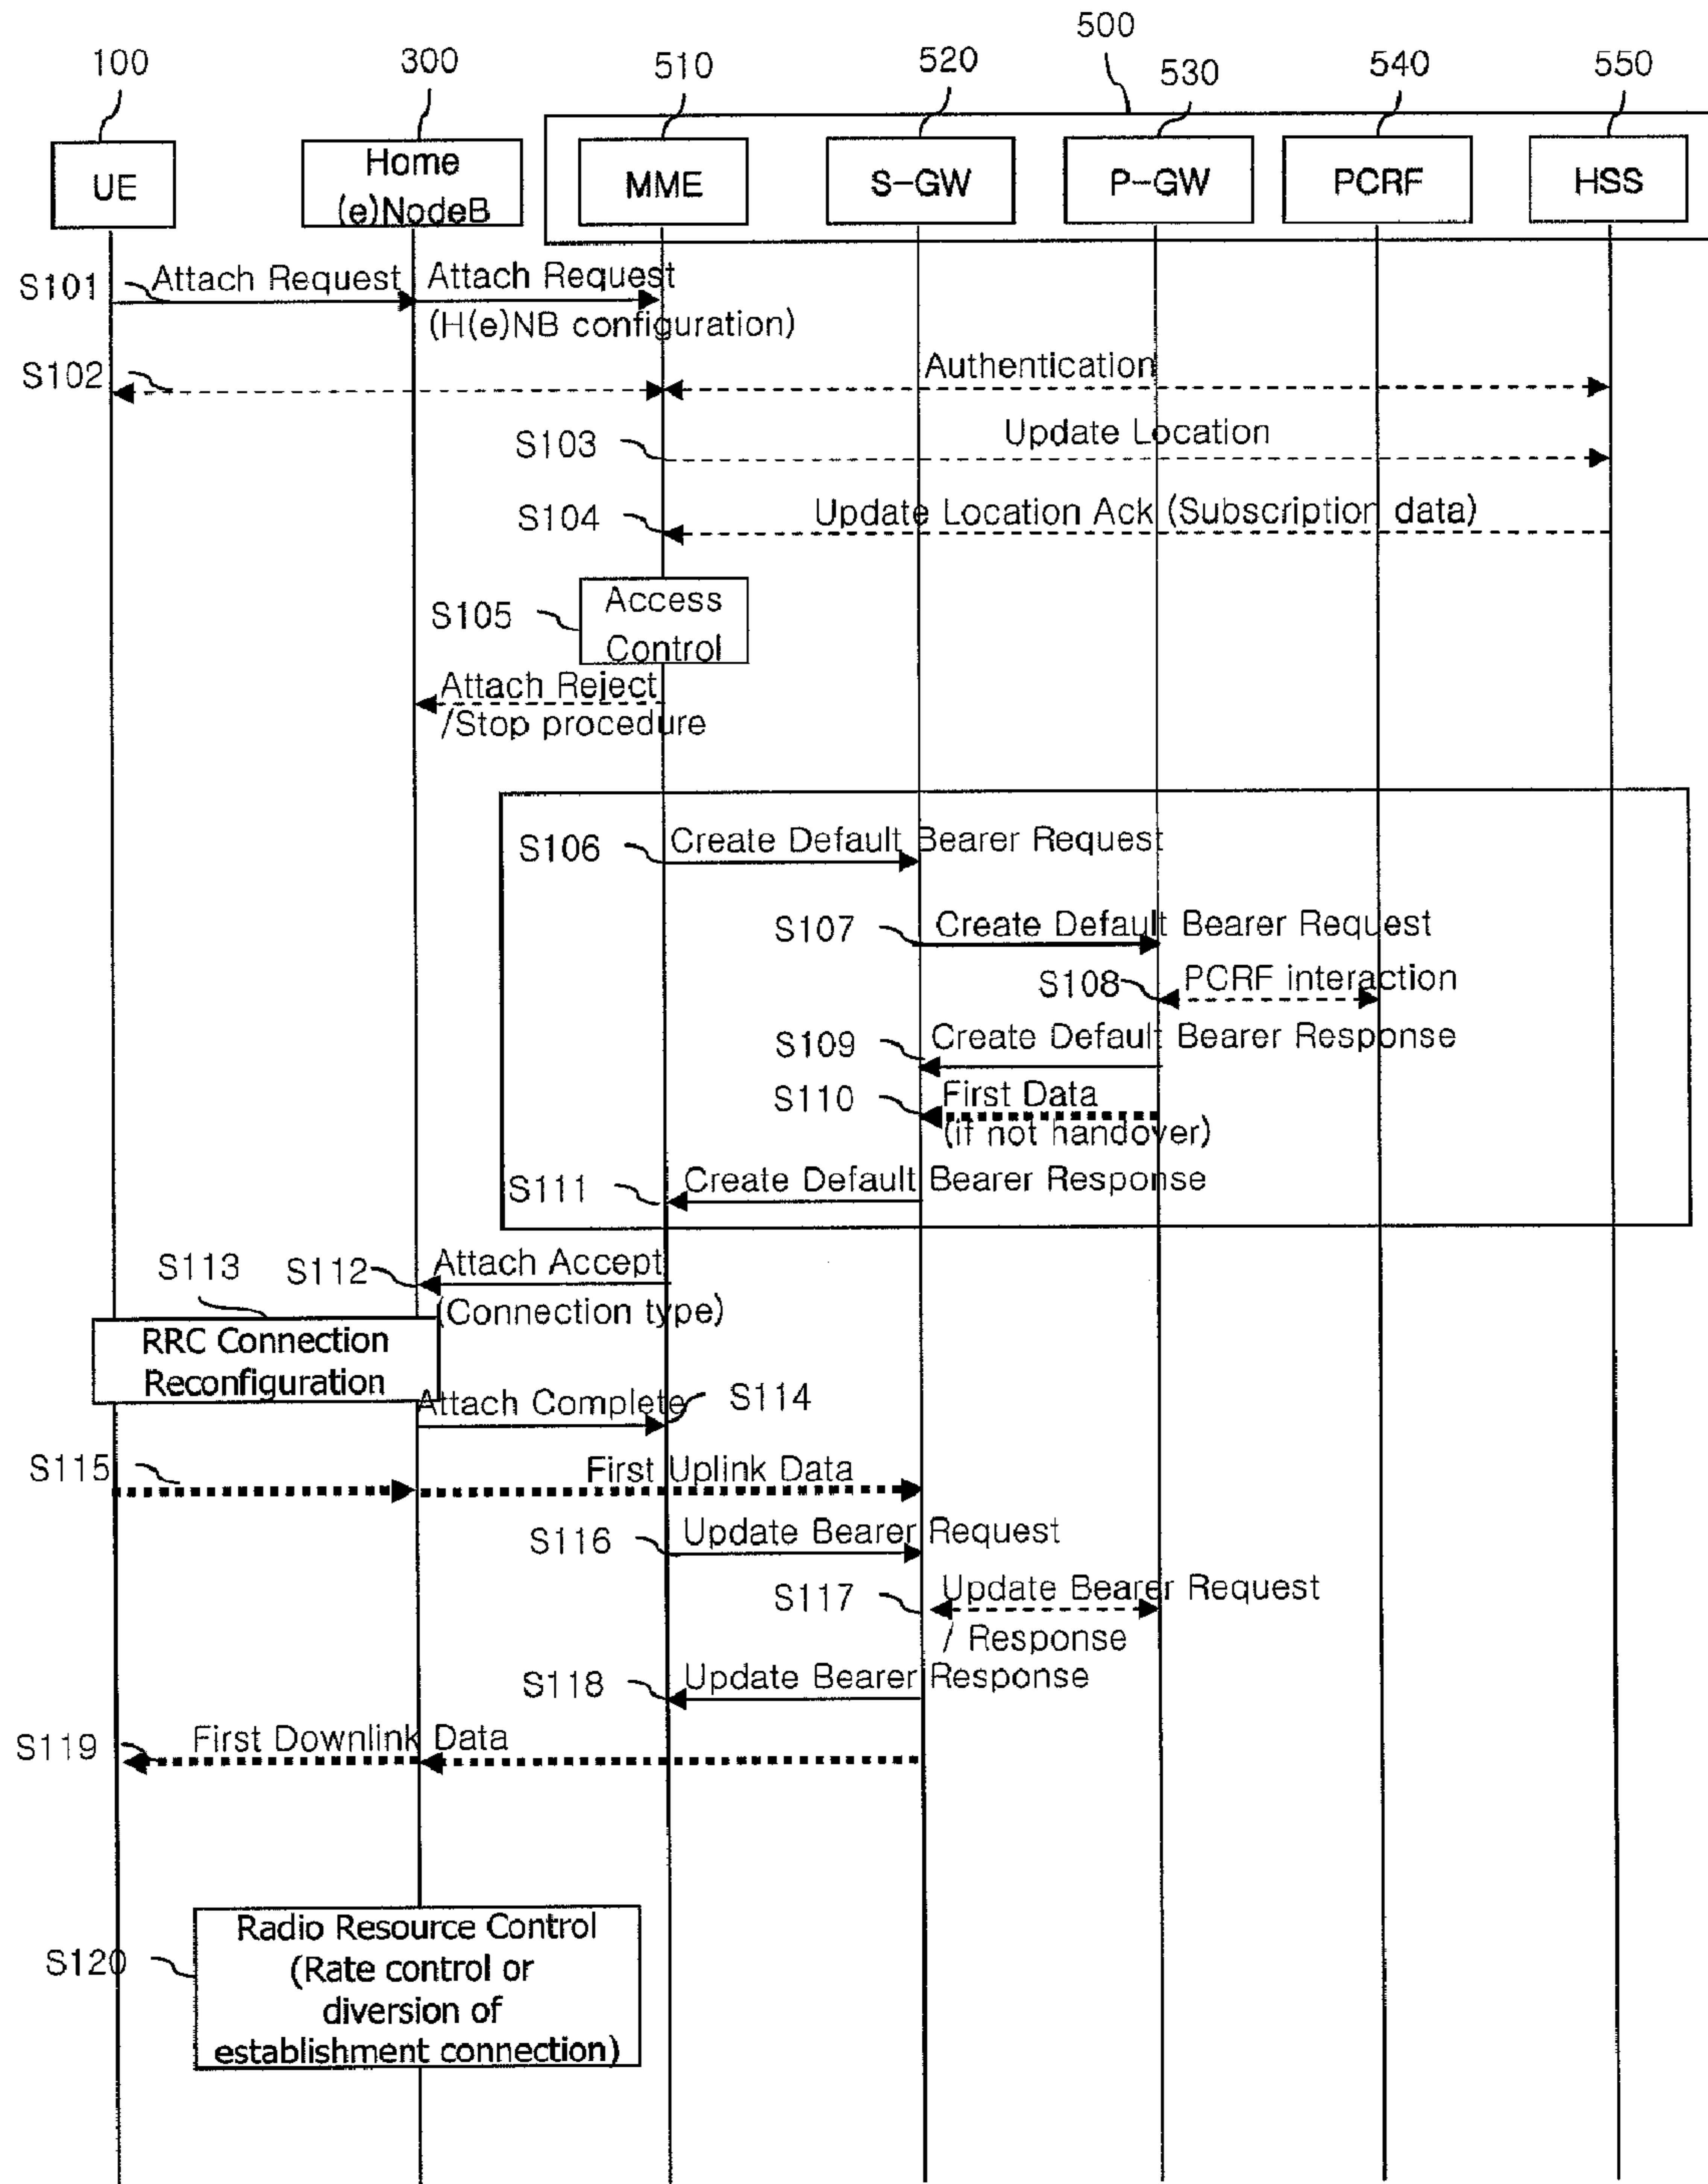 500
100
300
510
520
530
540
550
UE
Home
(e)NodeB
MME
S-GW
P-GW
PCRF
HSS
S101
Attach Request
Attach Request
(H(e)NB configuration)
S102
Authentication
S103
Update Location
S104
Update Location Ack (Subscription data)
S105
Access
Control
Attach Reject
/Stop procedure
S106
Create Default Bearer Request
S107
Create Default Bearer Request
S108
PCRF interaction
S109
Create Default Bearer Response
S110
First Data
(if not handover)
S111
Create Default Bearer Response
S113
S112
Attach Accept
(Connection type)
RRC Connection
Reconfiguration
Attach Complete
S114
S115
First Uplink Data
S116
Update Bearer Request
S117
Update Bearer Request
/ Response
S118
Update Bearer Response
S119
First Downlink Data
S120
Radio Resource Control
(Rate control or
diversion of
establishment connection)